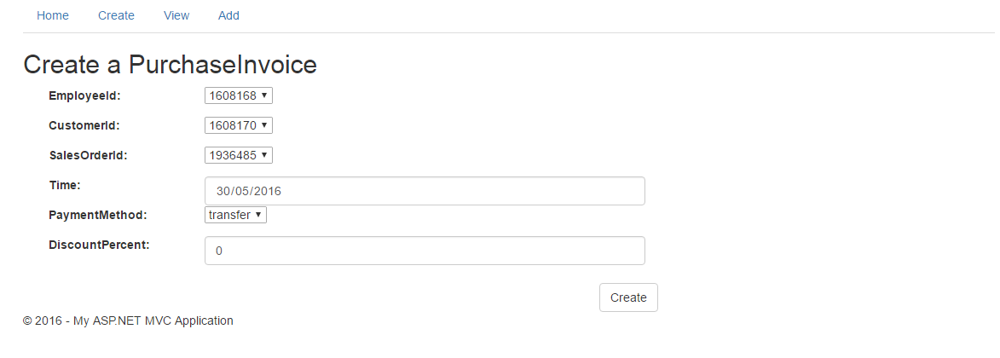 Home Create View Add
Create a PurchaseInvoice
EmployeeId: 1608168
CustomerId: 1608170
SalesOrderId: 1936485
Time: 30/05/2016
PaymentMethod: transfer
DiscountPercent: 0
Create
© 2016 - My ASP.NET MVC Application